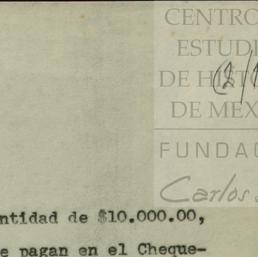 CENTRO
ESTUDI
DE HIST
DE MEX
FUNDAC
Carlos
ntidad de $10.000.00,
e pagan en el Cheque-